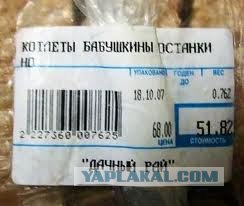 КОТЛЕТЫ БАБУШКИНЫ ОСТАНКИ
НО
УПАКОВАНО ГОДЕН ДО ВЕС
18.10.07 0.762
68.00 51.82
ЦЕНА СТОИМОСТЬ
2 227360 007625
"ДАЧНЫЙ РАЙ"
YAPLAKAL.COM